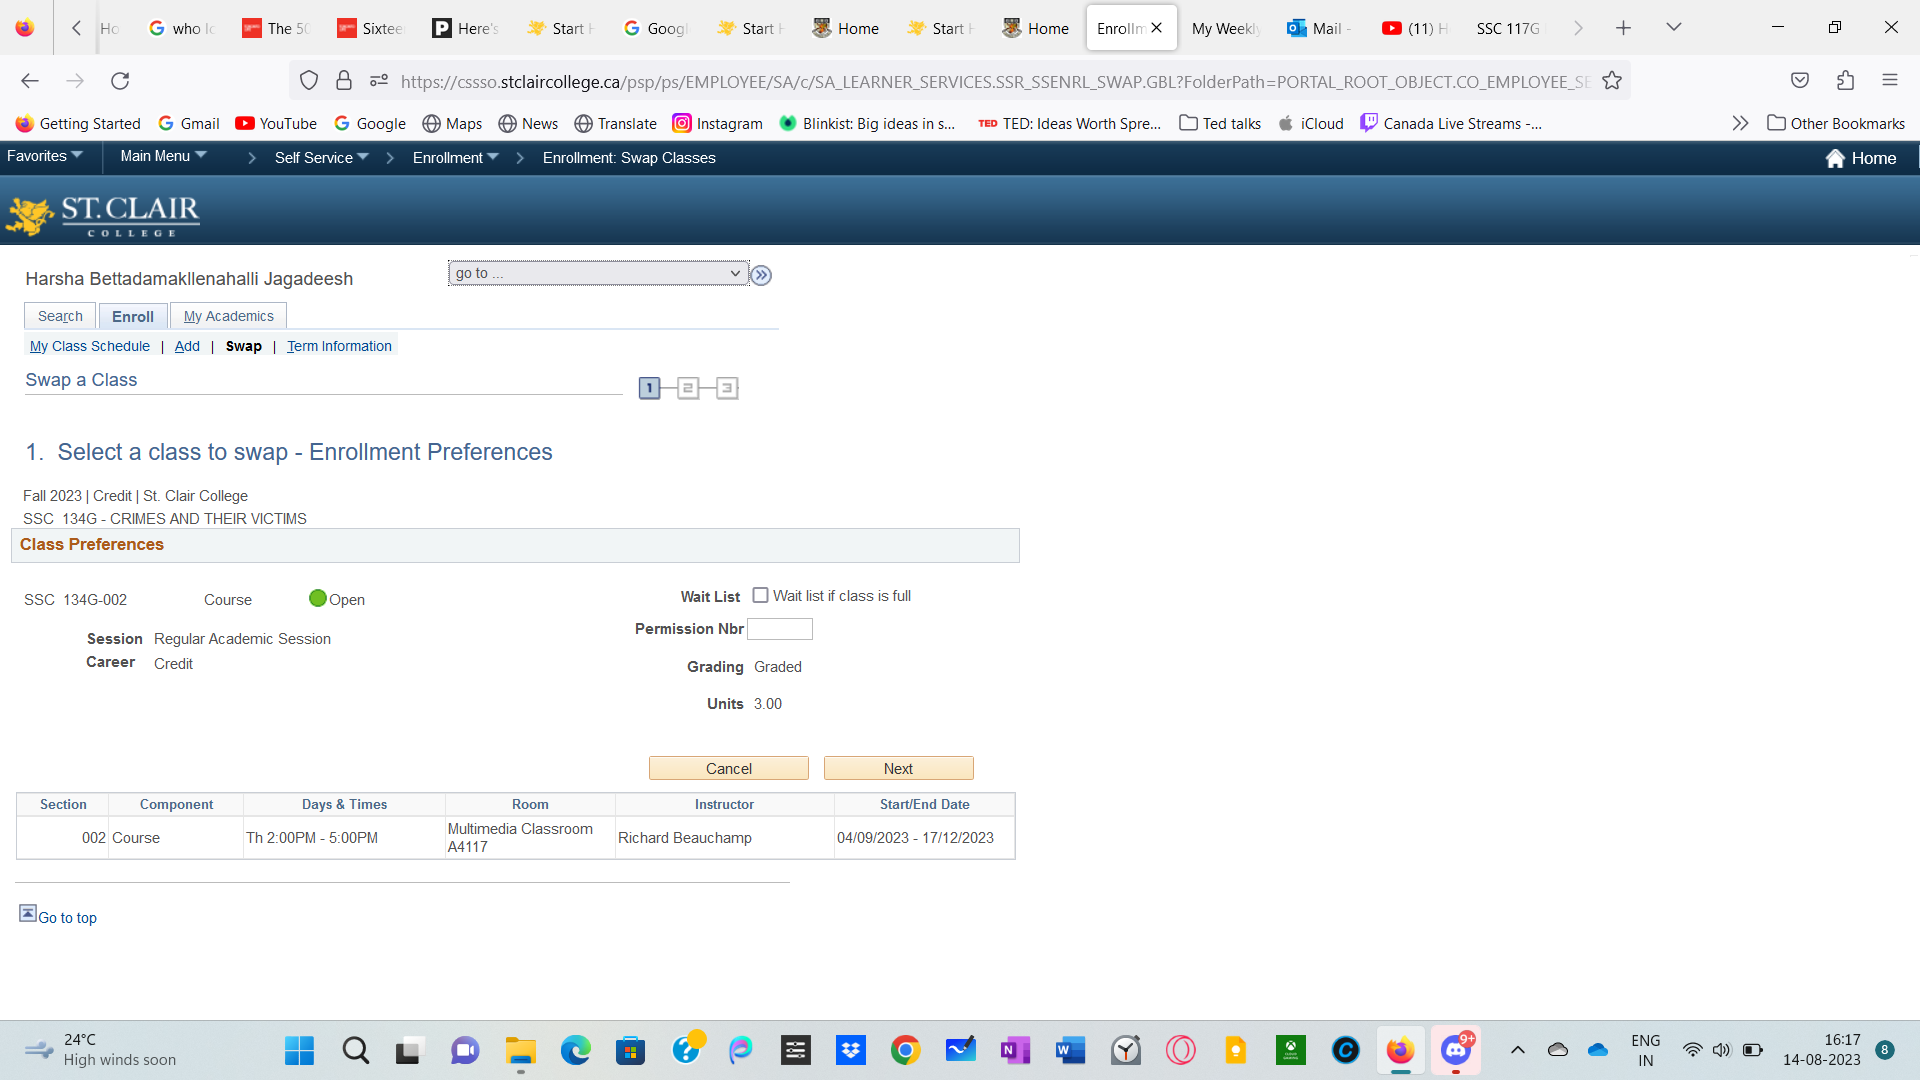 Ho
who Ic
The 50
Sixtee
Here's
Start H
Googl
Start H
Home
Start H
Home
Enrollm
My Weekly
Mail -
(11) H
SSC 117G
https://cssso.stclaircollege.ca/psp/ps/EMPLOYEE/SA/c/SA_LEARNER_SERVICES.SSR_SSENRL_SWAP.GBL?FolderPath=PORTAL_ROOT_OBJECT.CO_EMPLOYEE_SE
Getting Started
Gmail
YouTube
Google
Maps
News
Translate
Instagram
Blinkist: Big ideas in s...
TED
TED: Ideas Worth Spre...
Ted talks
iCloud
Canada Live Streams -...
Other Bookmarks
Favorites
Main Menu
Self Service
Enrollment
Enrollment: Swap Classes
Home
ST. CLAIR
COLLEGE
Harsha Bettadamakllenahalli Jagadeesh
go to ...
Search
Enroll
My Academics
My Class Schedule | Add | Swap | Term Information
Swap a Class
1 2 3
1. Select a class to swap - Enrollment Preferences
Fall 2023 | Credit | St. Clair College
SSC 134G - CRIMES AND THEIR VICTIMS
Class Preferences
SSC 134G-002
Course
Open
Wait List
Wait list if class is full
Permission Nbr
Session Regular Academic Session
Career Credit
Grading Graded
Units 3.00
Cancel
Next
Section Component Days & Times Room Instructor Start/End Date
002 Course Th 2:00PM - 5:00PM Multimedia Classroom A4117 Richard Beauchamp 04/09/2023 - 17/12/2023
Go to top
24°C
High winds soon
9+
ENG
IN
16:17
14-08-2023
8